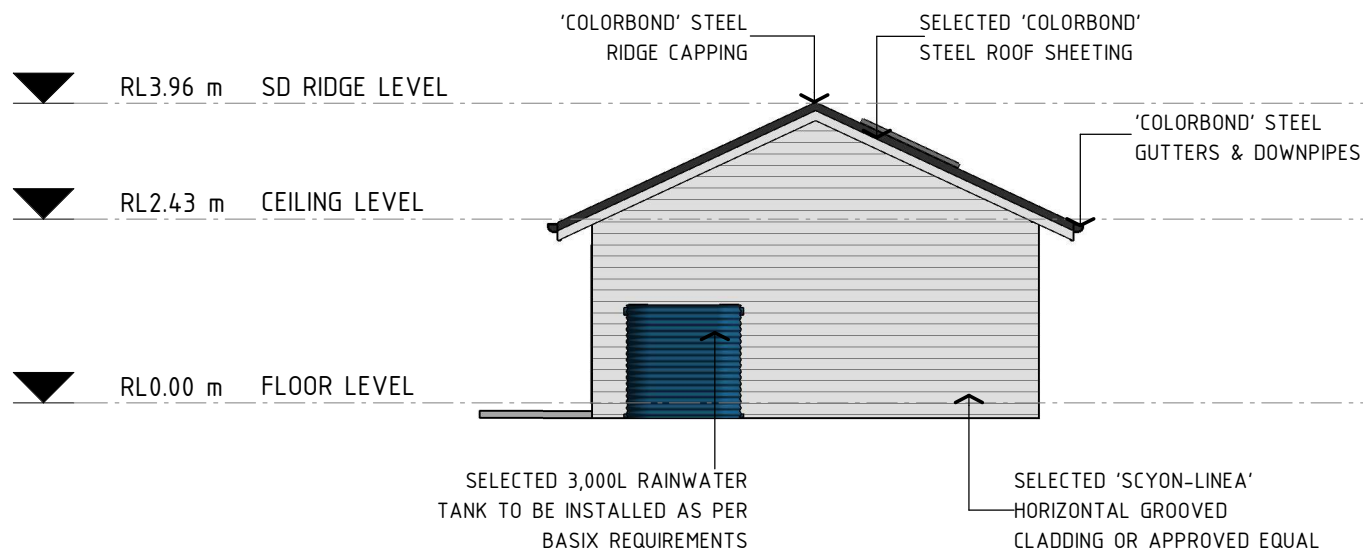 'COLORBOND' STEEL
RIDGE CAPPING
SELECTED 'COLORBOND'
STEEL ROOF SHEETING
RL3.96 m SD RIDGE LEVEL
'COLORBOND' STEEL
GUTTERS & DOWNPIPES
RL2.43 m CEILING LEVEL
RL0.00 m FLOOR LEVEL
SELECTED 3,000L RAINWATER
TANK TO BE INSTALLED AS PER
BASIX REQUIREMENTS
SELECTED 'SCYON-LINEA'
HORIZONTAL GROOVED
CLADDING OR APPROVED EQUAL